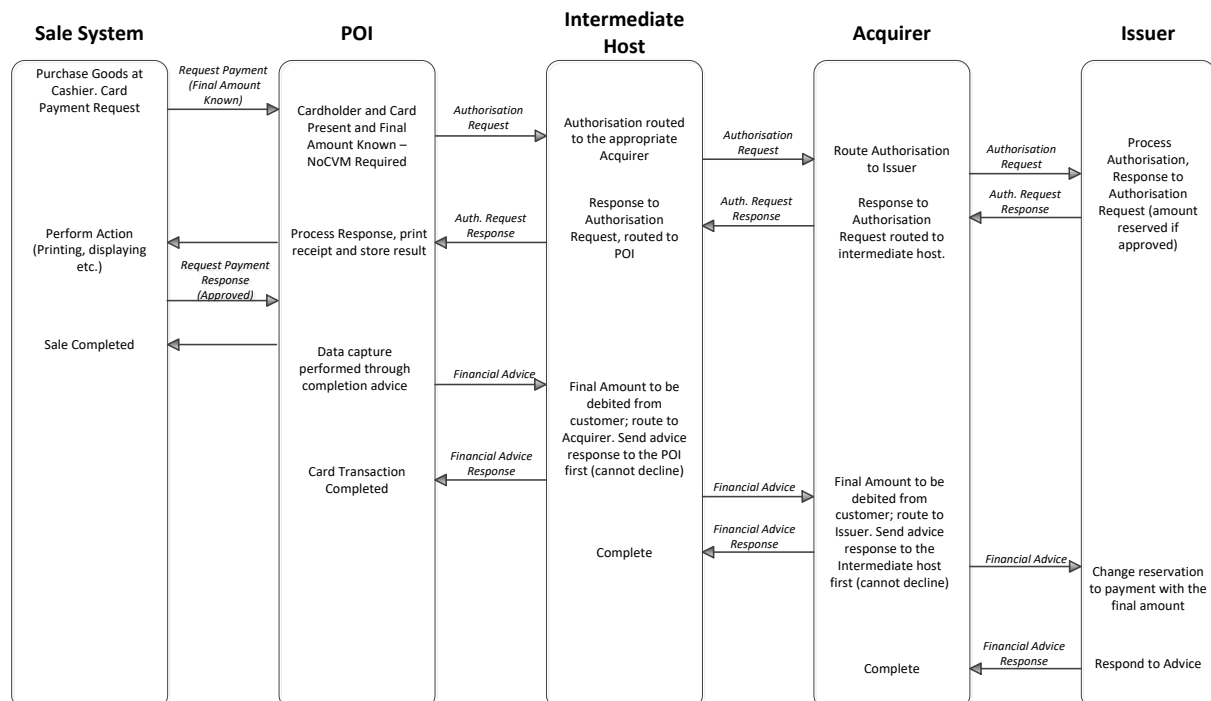 Sale System
POI
Intermediate
Host
Acquirer
Issuer
Purchase Goods at
Cashier. Card
Payment Request
Request Payment
(Final Amount
Known)
Cardholder and Card
Present and Final
Amount Known –
NoCVM Required
Authorisation
Request
Authorisation routed
to the appropriate
Acquirer
Authorisation
Request
Route Authorisation
to Issuer
Authorisation
Request
Process
Authorisation,
Response to
Authorisation
Request (amount
reserved if
approved)
Auth. Request
Response
Response to
Authorisation
Request routed to
intermediate host.
Auth. Request
Response
Response to
Authorisation
Request, routed to
POI
Auth. Request
Response
Process Response, print
receipt and store result
Perform Action
(Printing, displaying
etc.)
Request Payment
Response
(Approved)
Sale Completed
Data capture
performed through
completion advice
Financial Advice
Final Amount to be
debited from
customer; route to
Acquirer. Send advice
response to the POI
first (cannot decline)
Financial Advice
Response
Card Transaction
Completed
Financial Advice
Final Amount to be
debited from
customer; route to
Issuer. Send advice
response to the
Intermediate host
first (cannot decline)
Financial Advice
Response
Complete
Financial Advice
Change reservation
to payment with the
final amount
Financial Advice
Response
Respond to Advice
Complete